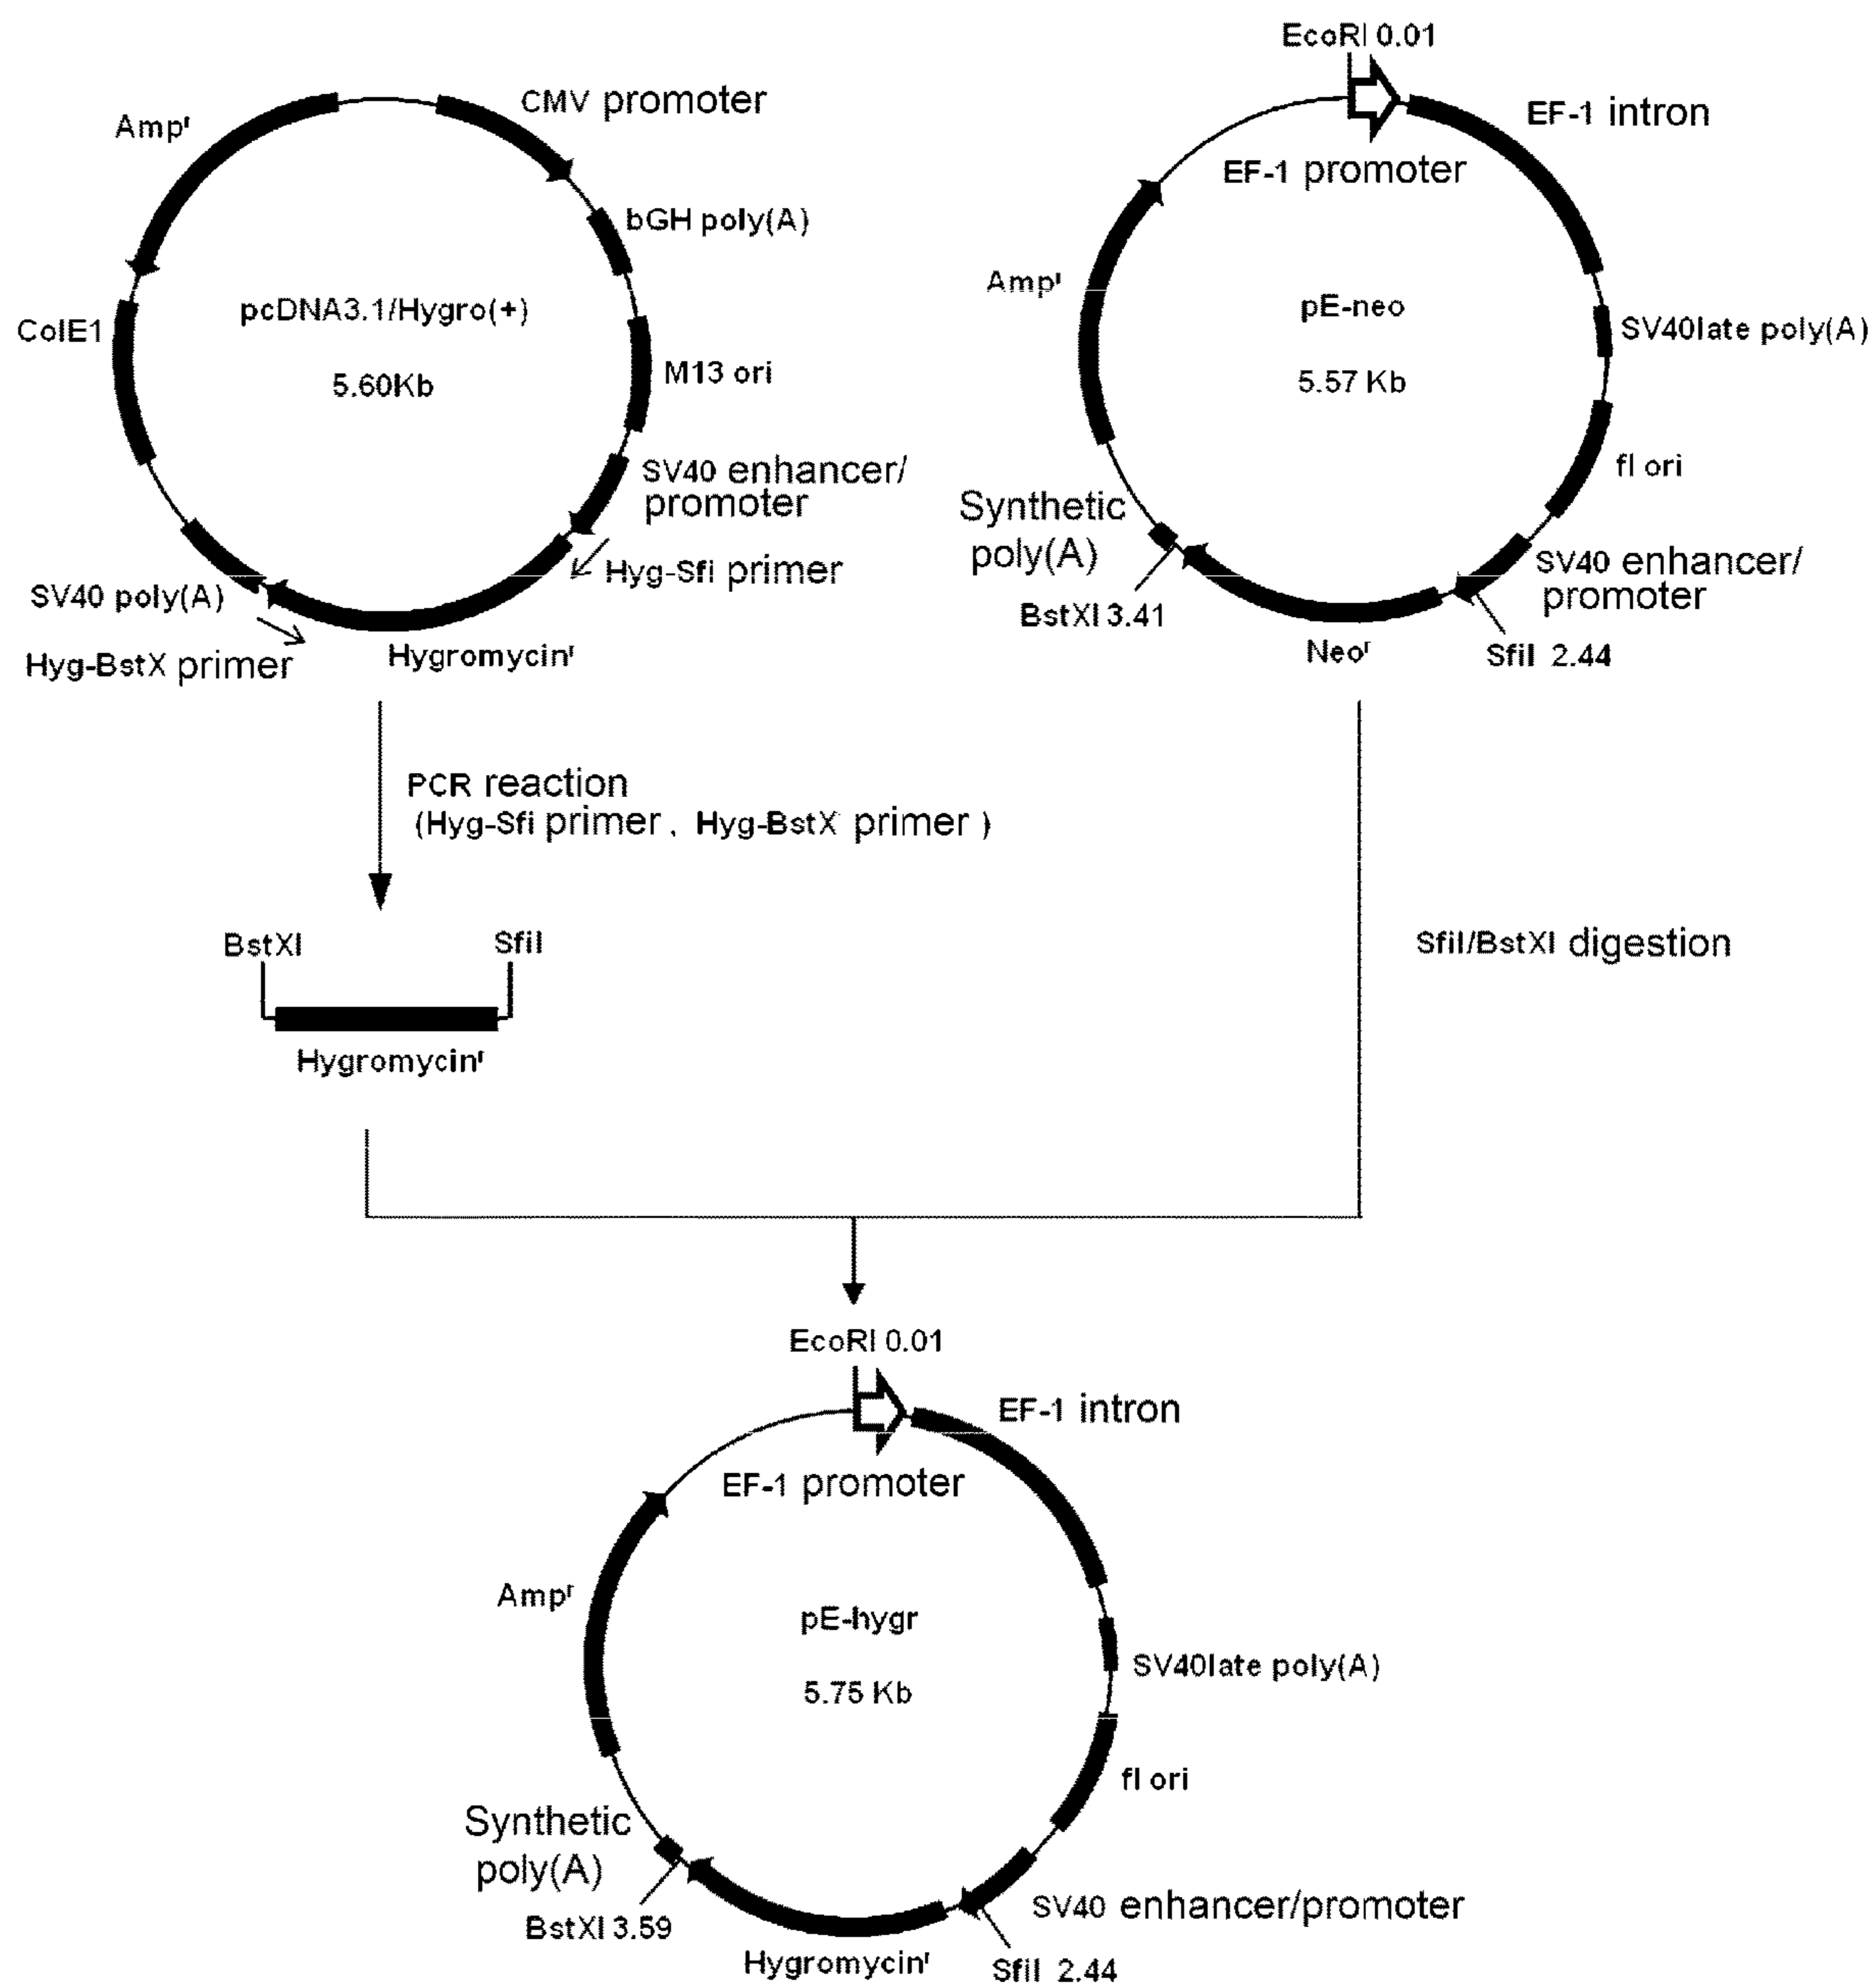 CMV promoter
Ampʳ
bGH poly(A)
pcDNA3.1/Hygro(+)
5.60Kb
ColE1
M13 ori
SV40 enhancer/
promoter
Hyg-Sfi primer
SV40 poly(A)
Hyg-BstX primer
Hygromycinʳ
EcoRI 0.01
EF-1 intron
EF-1 promoter
Ampʳ
pE-neo
5.57 Kb
SV40late poly(A)
fI ori
Synthetic
poly(A)
SV40 enhancer/
promoter
BstXI 3.41
Neoʳ
SfiI 2.44
PCR reaction
(Hyg-Sfi primer , Hyg-BstX primer )
BstXI
SfiI
Hygromycinʳ
SfiI/BstXI digestion
EcoRI 0.01
EF-1 intron
EF-1 promoter
Ampʳ
pE-hygr
5.75 Kb
SV40late poly(A)
fI ori
Synthetic
poly(A)
SV40 enhancer/promoter
BstXI 3.59
Hygromycinʳ
SfiI 2.44